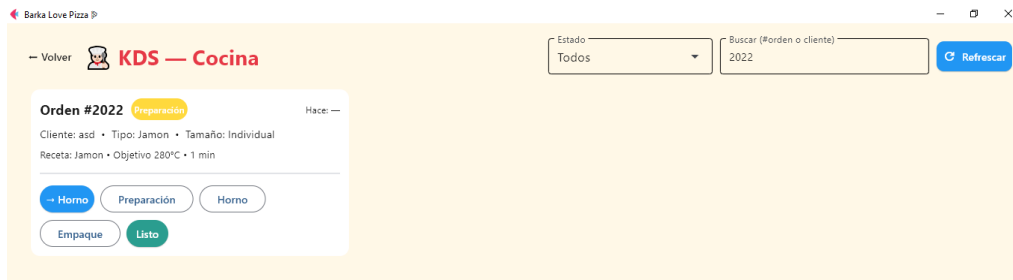 Barka Love Pizza
← Volver
KDS — Cocina
Estado
Todos
Buscar (#orden o cliente)
2022
Refrescar
Orden #2022 Preparación Hace: —
Cliente: asd • Tipo: Jamon • Tamaño: Individual
Receta: Jamon • Objetivo 280°C • 1 min
→ Horno Preparación Horno
Empaque Listo